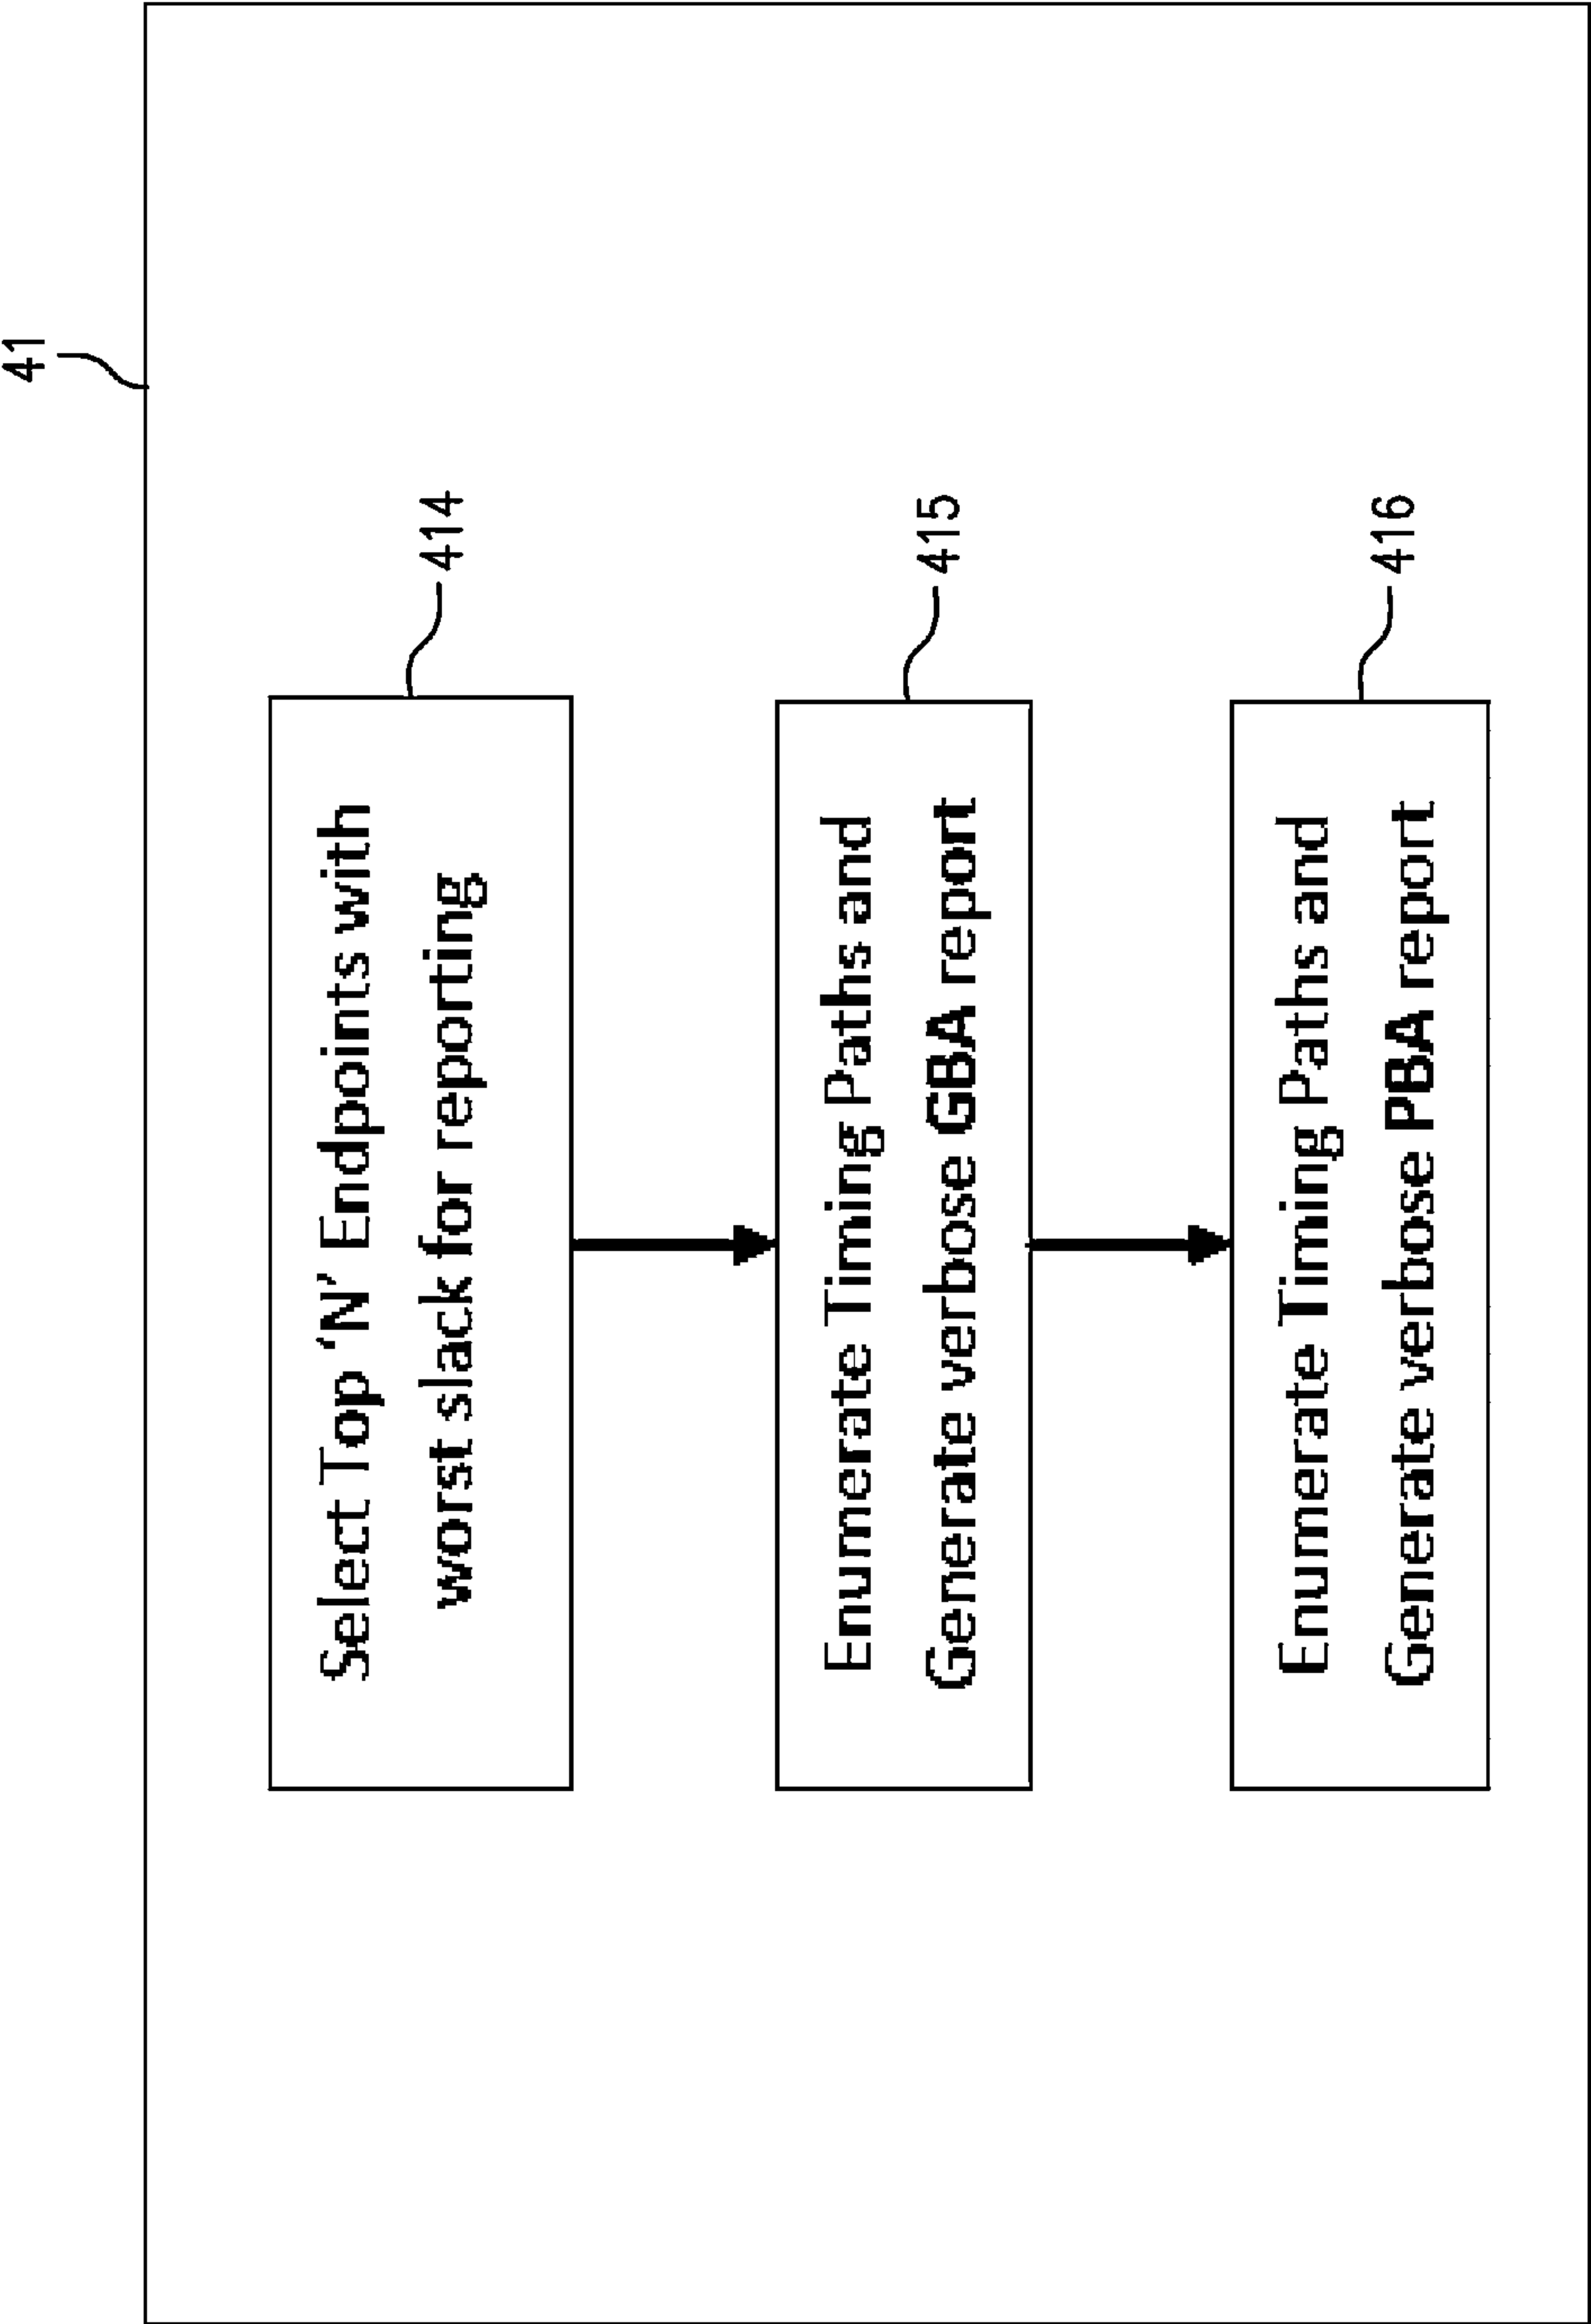 41
Select Top ‘N’ Endpoints with
worst slack for reporting
414
Enumerate Timing Paths and
Generate verbose GBA report
415
Enumerate Timing Paths and
Generate verbose PBA report
416